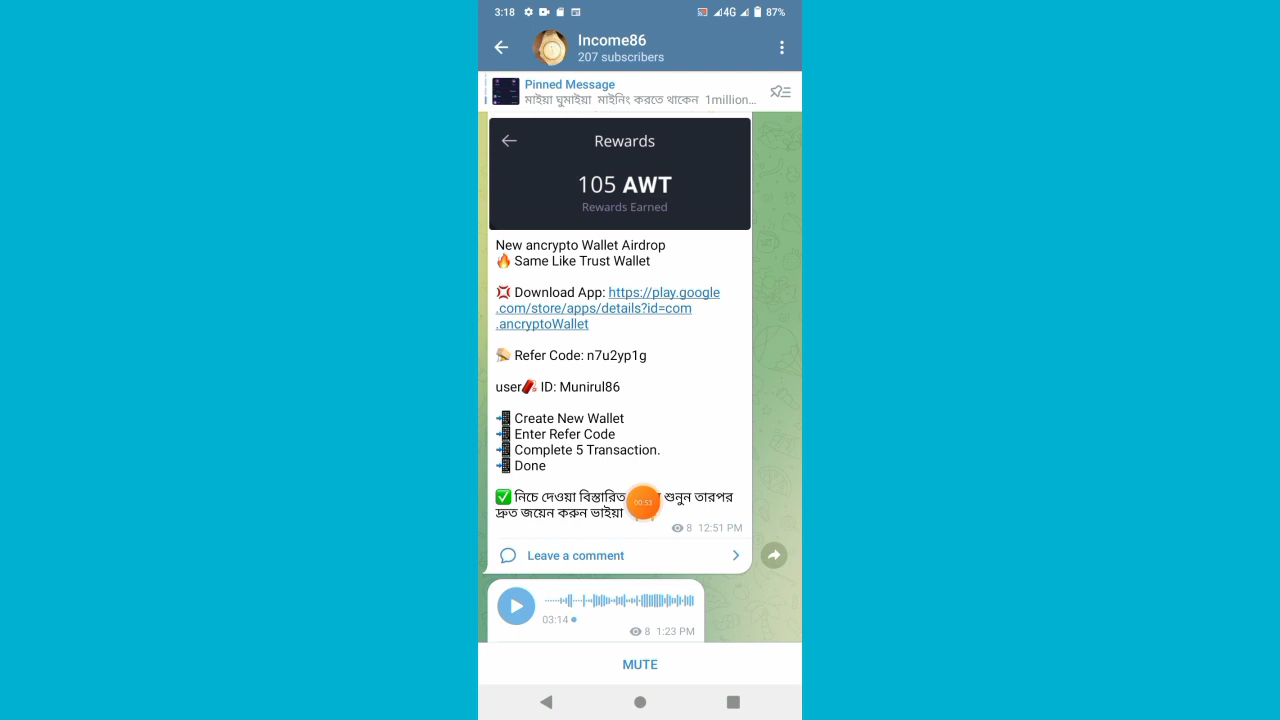 3:18
4G
87%
Income86
207 subscribers
Pinned Message
মাইয়া ঘুমাইয়া মাইনিং করতে থাকেন 1million...
Rewards
105 AWT
Rewards Earned
New ancrypto Wallet Airdrop
🔥 Same Like Trust Wallet
💢 Download App: https://play.google
.com/store/apps/details?id=com
.ancryptoWallet
Refer Code: n7u2yp1g
user🧧 ID: Munirul86
📲 Create New Wallet
📲 Enter Refer Code
📲 Complete 5 Transaction.
📲 Done
✅ নিচে দেওয়া বিস্তারিত শুনুন তারপর
দ্রুত জয়েন করুন ভাইয়া
00:53
8 12:51 PM
Leave a comment
03:14
8 1:23 PM
MUTE